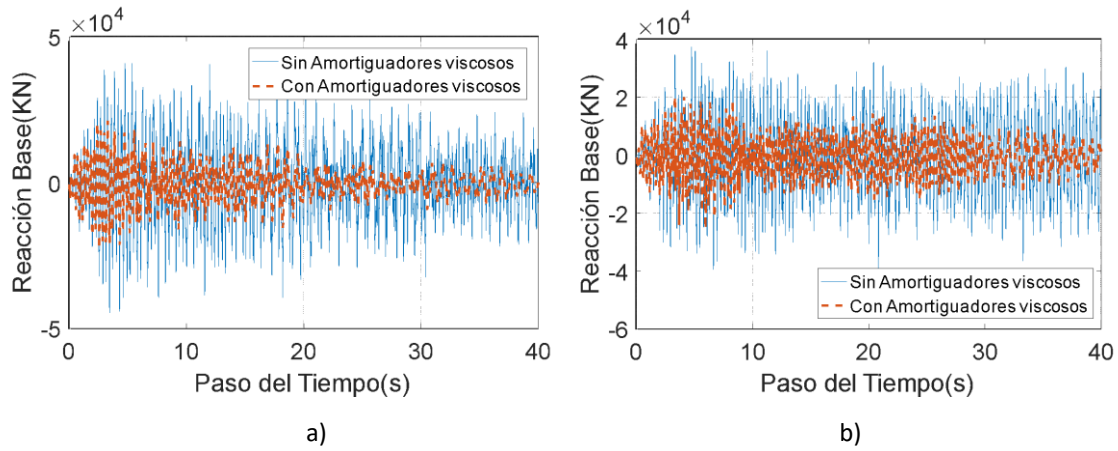 ×10⁴
5
0
-5
Reacción Base(KN)
Sin Amortiguadores viscosos
Con Amortiguadores viscosos
0 10 20 30 40
Paso del Tiempo(s)
a)
×10⁴
4
2
0
-2
-4
-6
Reacción Base(KN)
Sin Amortiguadores viscosos
Con Amortiguadores viscosos
0 10 20 30 40
Paso del Tiempo(s)
b)